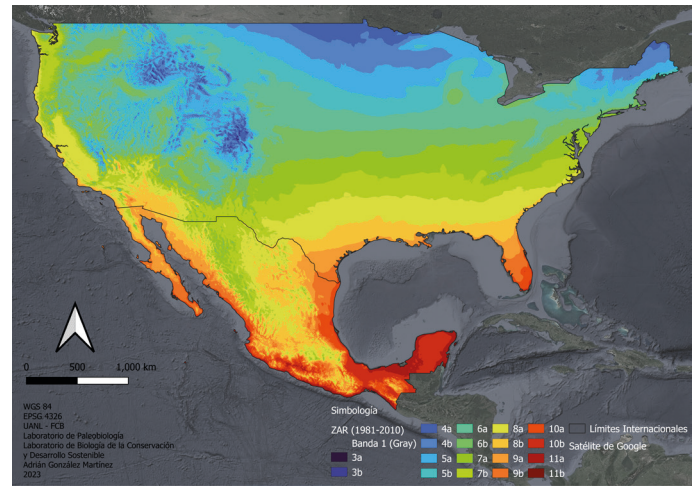 0 500 1,000 km
WGS 84
EPSG 4326
UANL - FCB
Laboratorio de Paleobiología
Laboratorio de Biología de la Conservación
y Desarrollo Sostenible
Adrián González Martínez
2023
Simbología
ZAR (1981-2010)
Banda 1 (Gray)
3a
3b
4a
4b
5a
5b
6a
6b
7a
7b
8a
8b
9a
9b
10a
10b
11a
11b
Límites Internacionales
Satélite de Google